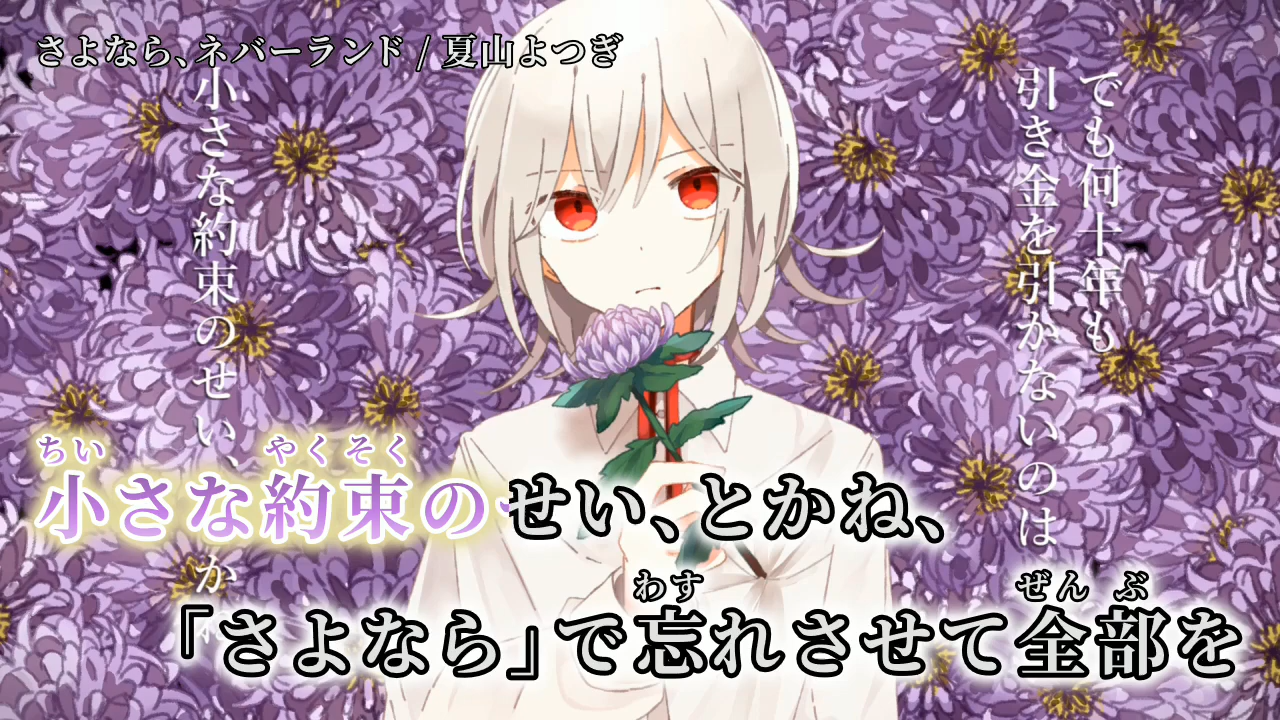 さよなら、ネバーランド / 夏山よつぎ
でも何十年も
引き金を引かないのは
小さな約束のせい、とかね
ちい やくそく
小さな約束のせい、とかね、
わす ぜんぶ
「さよなら」で忘れさせて全部を